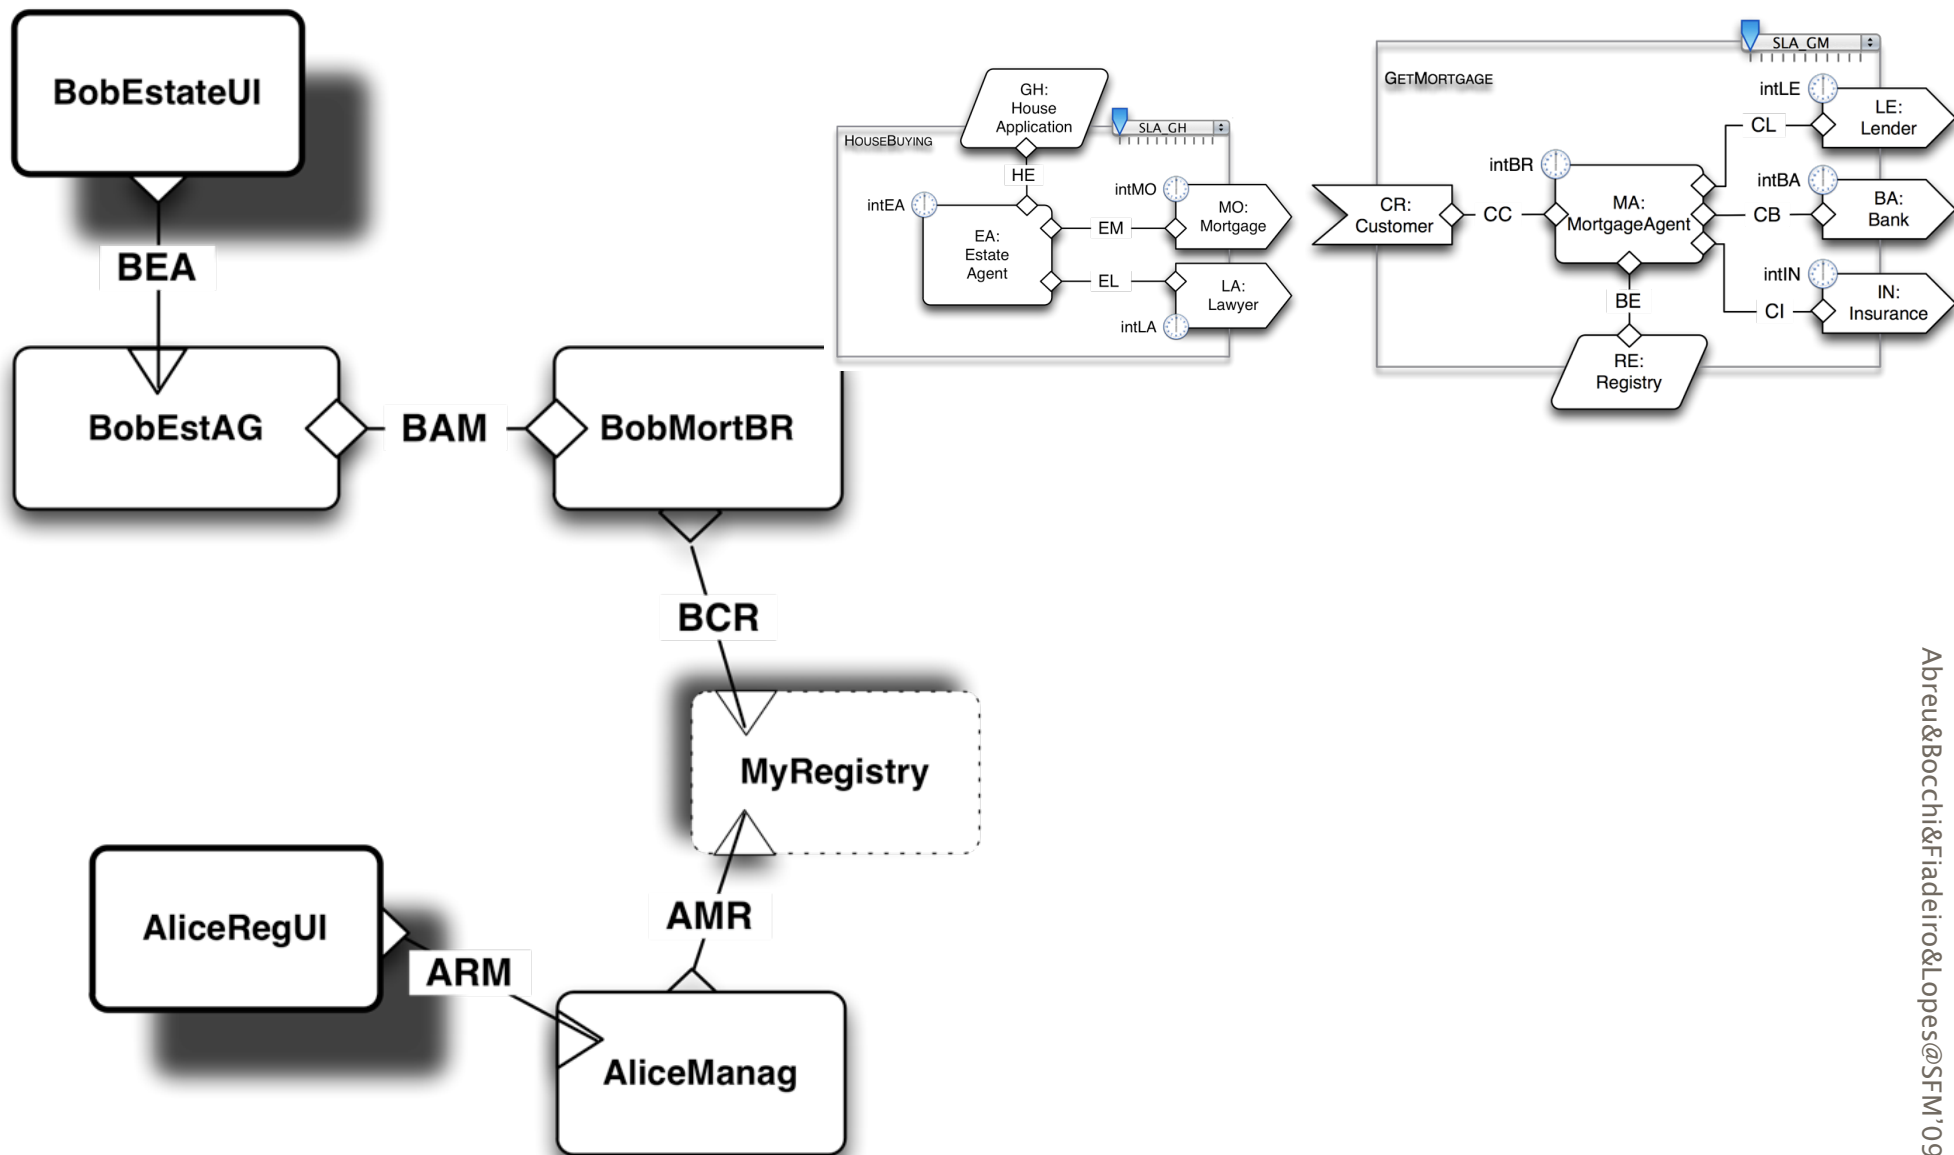 BobEstateUI
BEA
BobEstAG
BAM
BobMortBR
BCR
MyRegistry
AMR
AliceRegUI
ARM
AliceManag
GH:
House
Application
SLA_GH
HOUSEBUYING
HE
intEA
EA:
Estate
Agent
EM
EL
intMO
MO:
Mortgage
LA:
Lawyer
intLA
SLA_GM
GETMORTGAGE
CR:
Customer
CC
intBR
MA:
MortgageAgent
BE
RE:
Registry
CL
CB
CI
intLE
LE:
Lender
intBA
BA:
Bank
intIN
IN:
Insurance
Abreu&Bocchi&Fiadeiro&Lopes@SFM'09